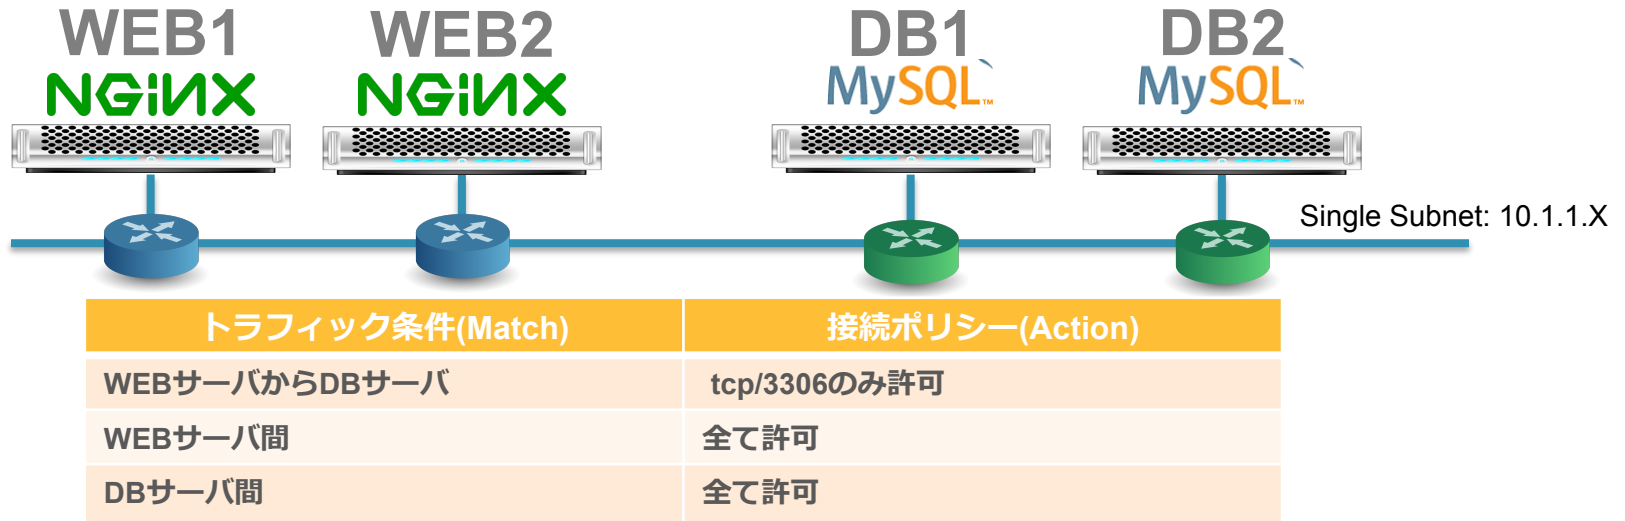 WEB1
WEB2
DB1
DB2
NGiNX
NGiNX
MySQL™
MySQL™
Single Subnet: 10.1.1.X
トラフィック条件(Match)
接続ポリシー(Action)
WEBサーバからDBサーバ
tcp/3306のみ許可
WEBサーバ間
全て許可
DBサーバ間
全て許可